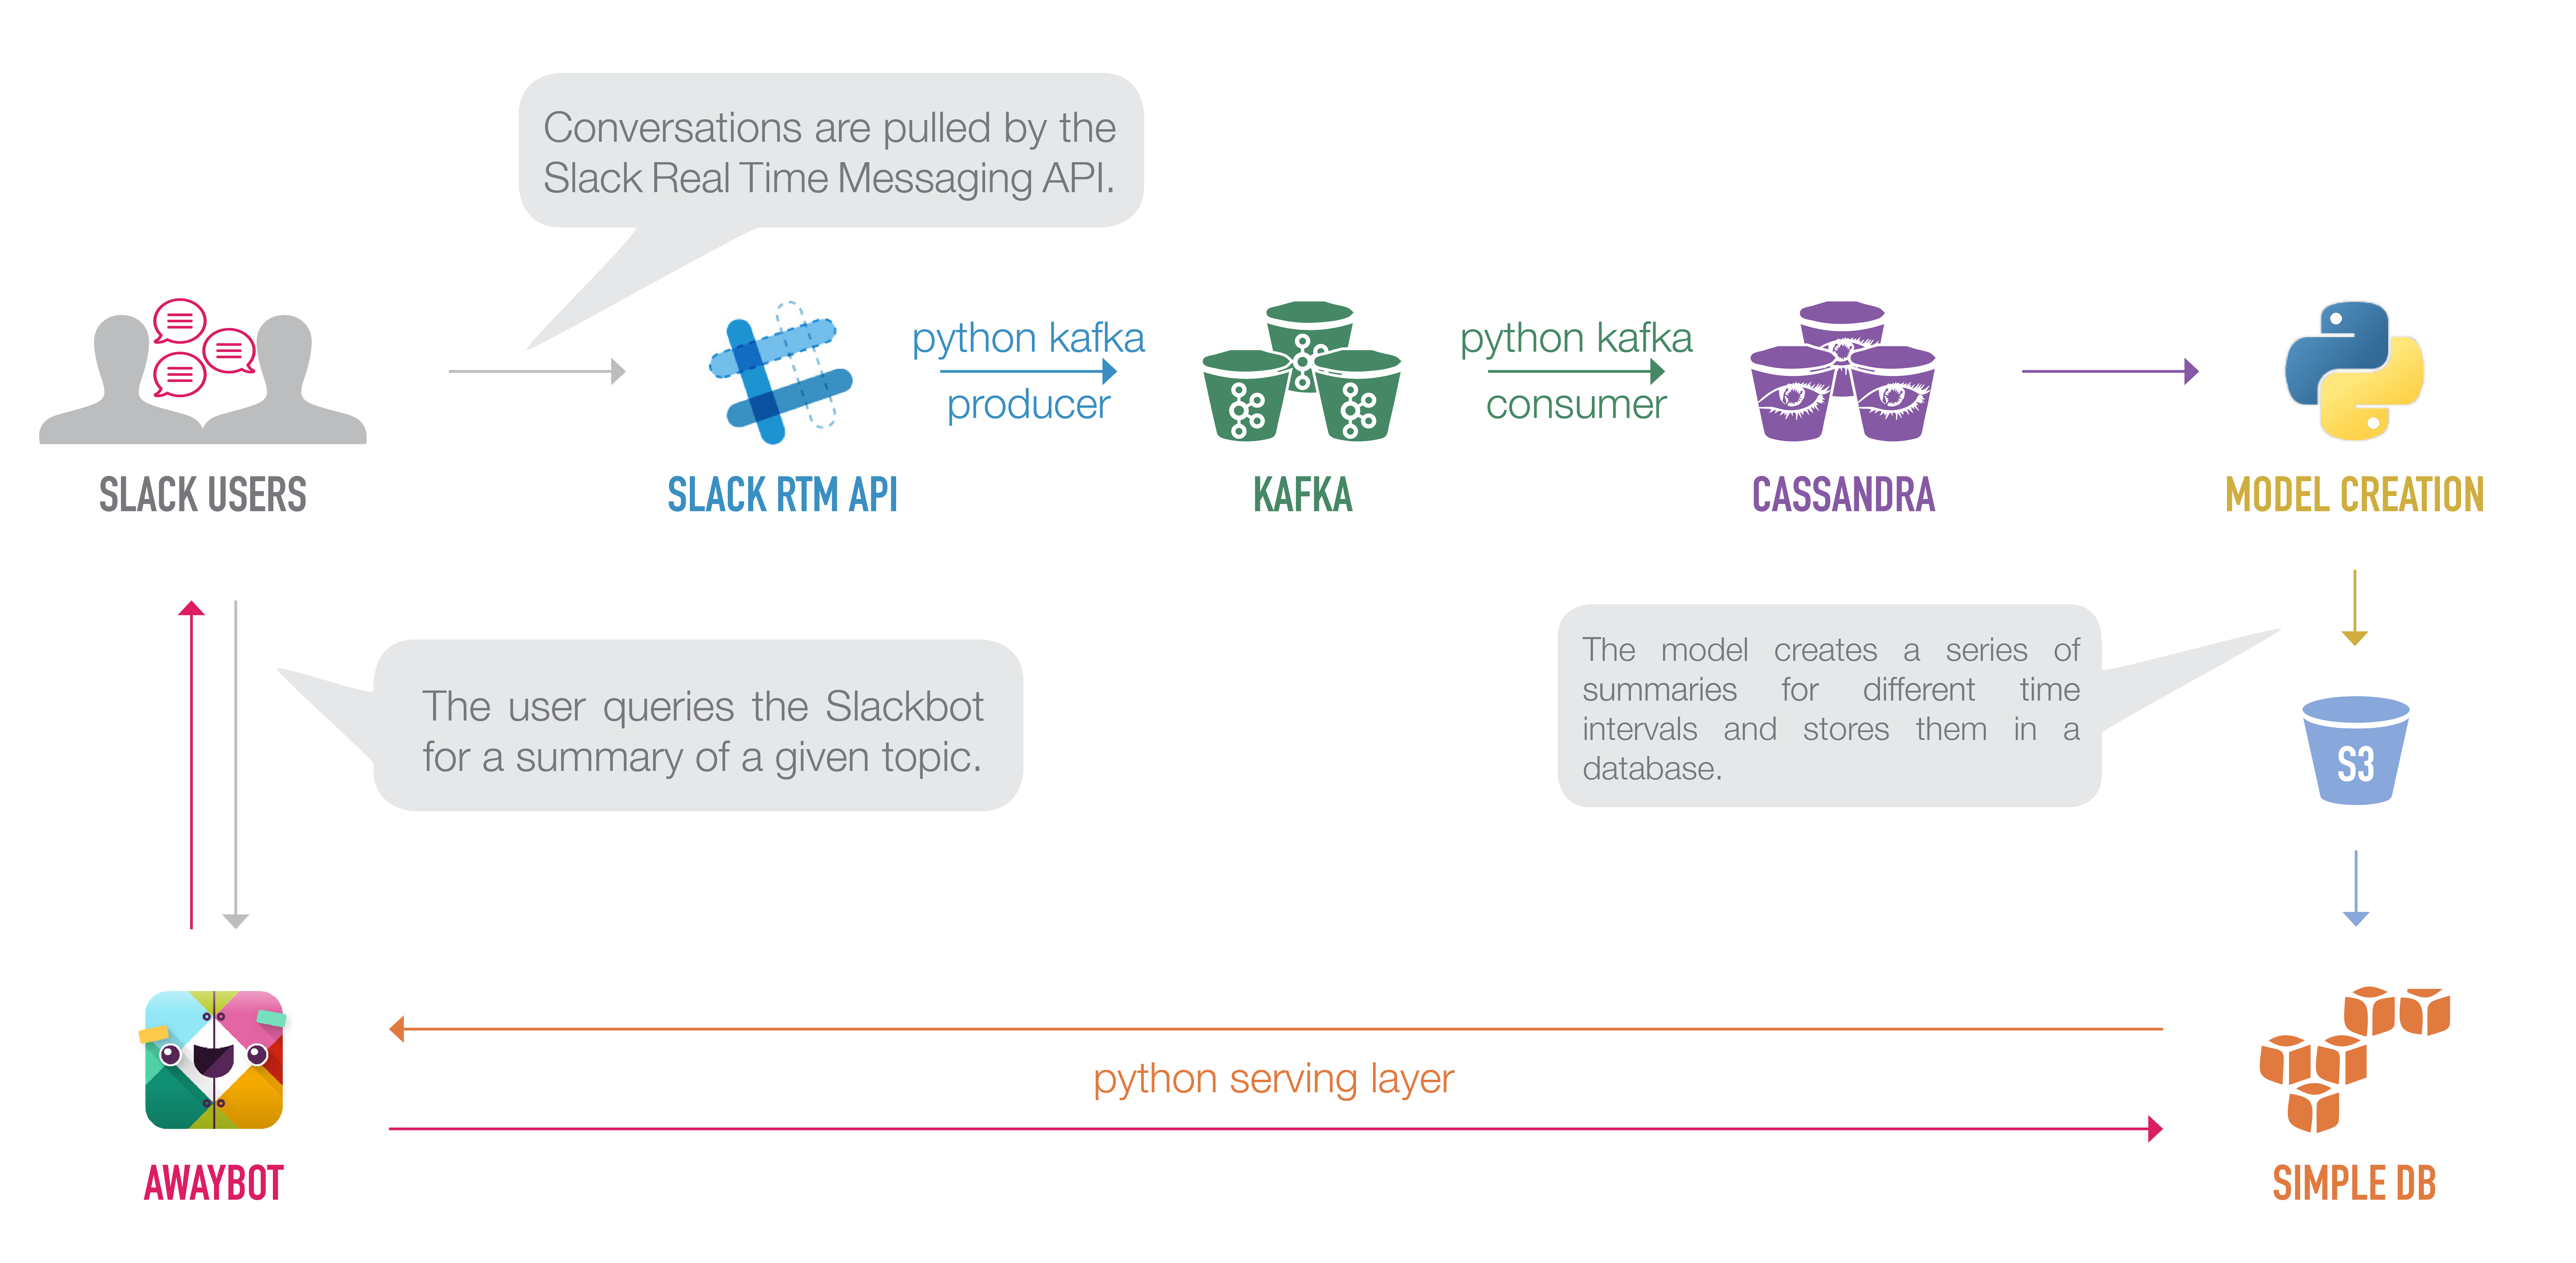 Conversations are pulled by the
Slack Real Time Messaging API.
python kafka
producer
python kafka
consumer
SLACK USERS
SLACK RTM API
KAFKA
CASSANDRA
MODEL CREATION
The user queries the Slackbot
for a summary of a given topic.
The model creates a series of
summaries for different time
intervals and stores them in a
database.
S3
python serving layer
AWAYBOT
SIMPLE DB